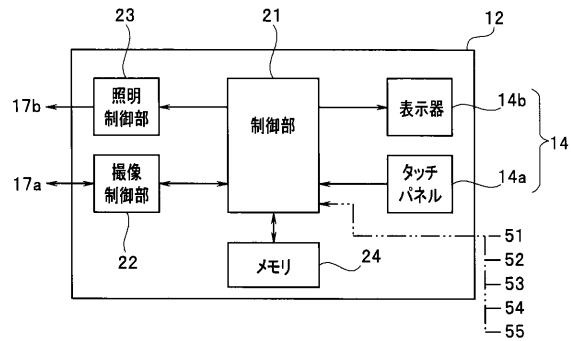 23
21
12
17b
照明
制御部
制御部
表示器
14b
14
17a
撮像
制御部
タッチ
パネル
14a
22
メモリ
24
51
52
53
54
55